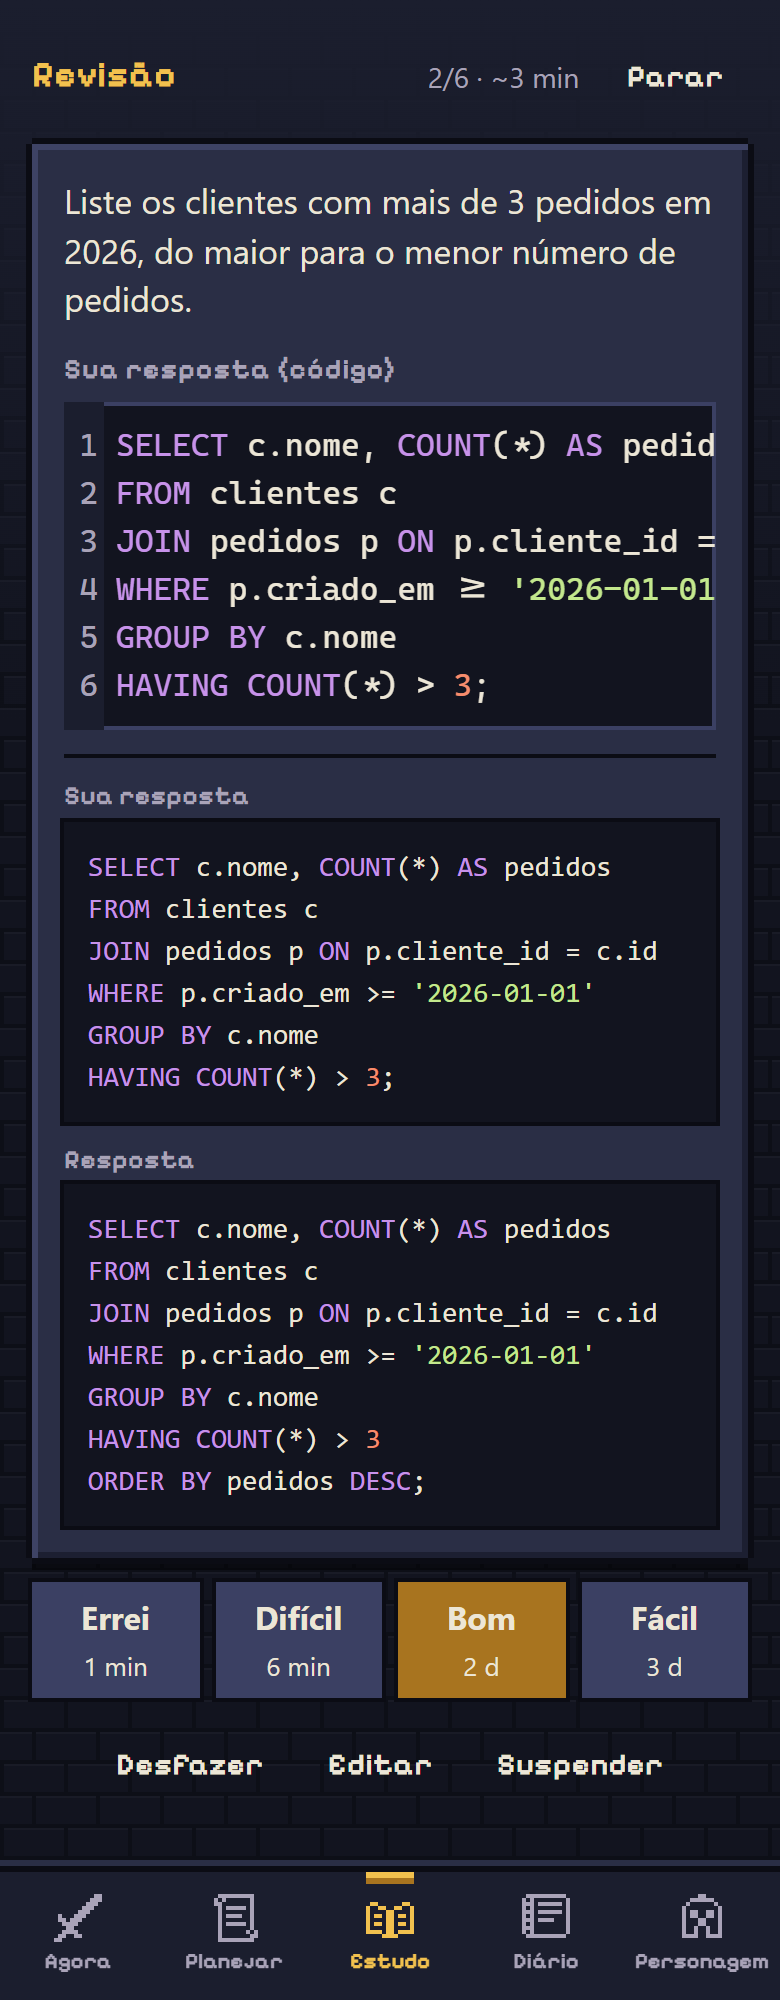 Revisão
2/6 · ~3 min
Parar
Liste os clientes com mais de 3 pedidos em
2026, do maior para o menor número de
pedidos.
Sua resposta (código)
1 SELECT c.nome, COUNT(*) AS pedid
2 FROM clientes c
3 JOIN pedidos p ON p.cliente_id =
4 WHERE p.criado_em ≥ '2026-01-01
5 GROUP BY c.nome
6 HAVING COUNT(*) > 3;
Sua resposta
SELECT c.nome, COUNT(*) AS pedidos
FROM clientes c
JOIN pedidos p ON p.cliente_id = c.id
WHERE p.criado_em >= '2026-01-01'
GROUP BY c.nome
HAVING COUNT(*) > 3;
Resposta
SELECT c.nome, COUNT(*) AS pedidos
FROM clientes c
JOIN pedidos p ON p.cliente_id = c.id
WHERE p.criado_em >= '2026-01-01'
GROUP BY c.nome
HAVING COUNT(*) > 3
ORDER BY pedidos DESC;
Errei
1 min
Difícil
6 min
Bom
2 d
Fácil
3 d
Desfazer
Editar
Suspender
Agora
Planejar
Estudo
Diário
Personagem